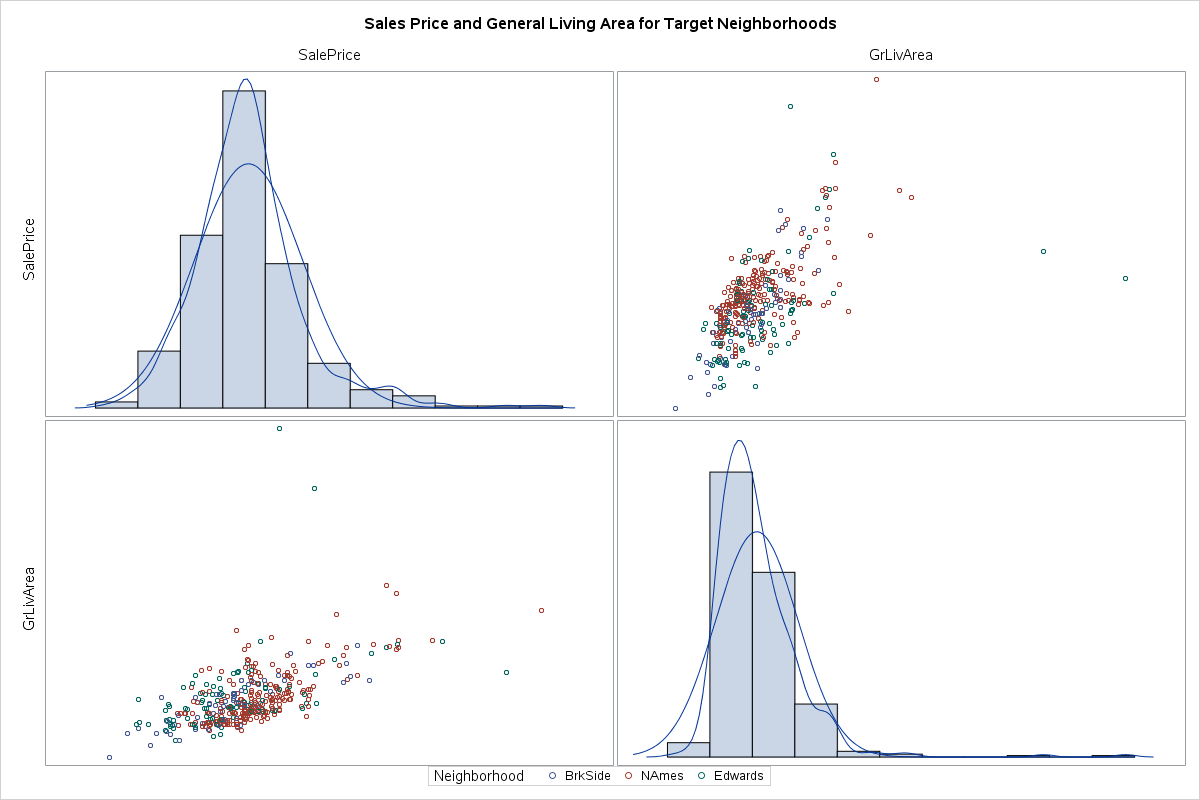 Sales Price and General Living Area for Target Neighborhoods
SalePrice GrLivArea
SalePrice
GrLivArea
Neighborhood BrkSide NAmes Edwards